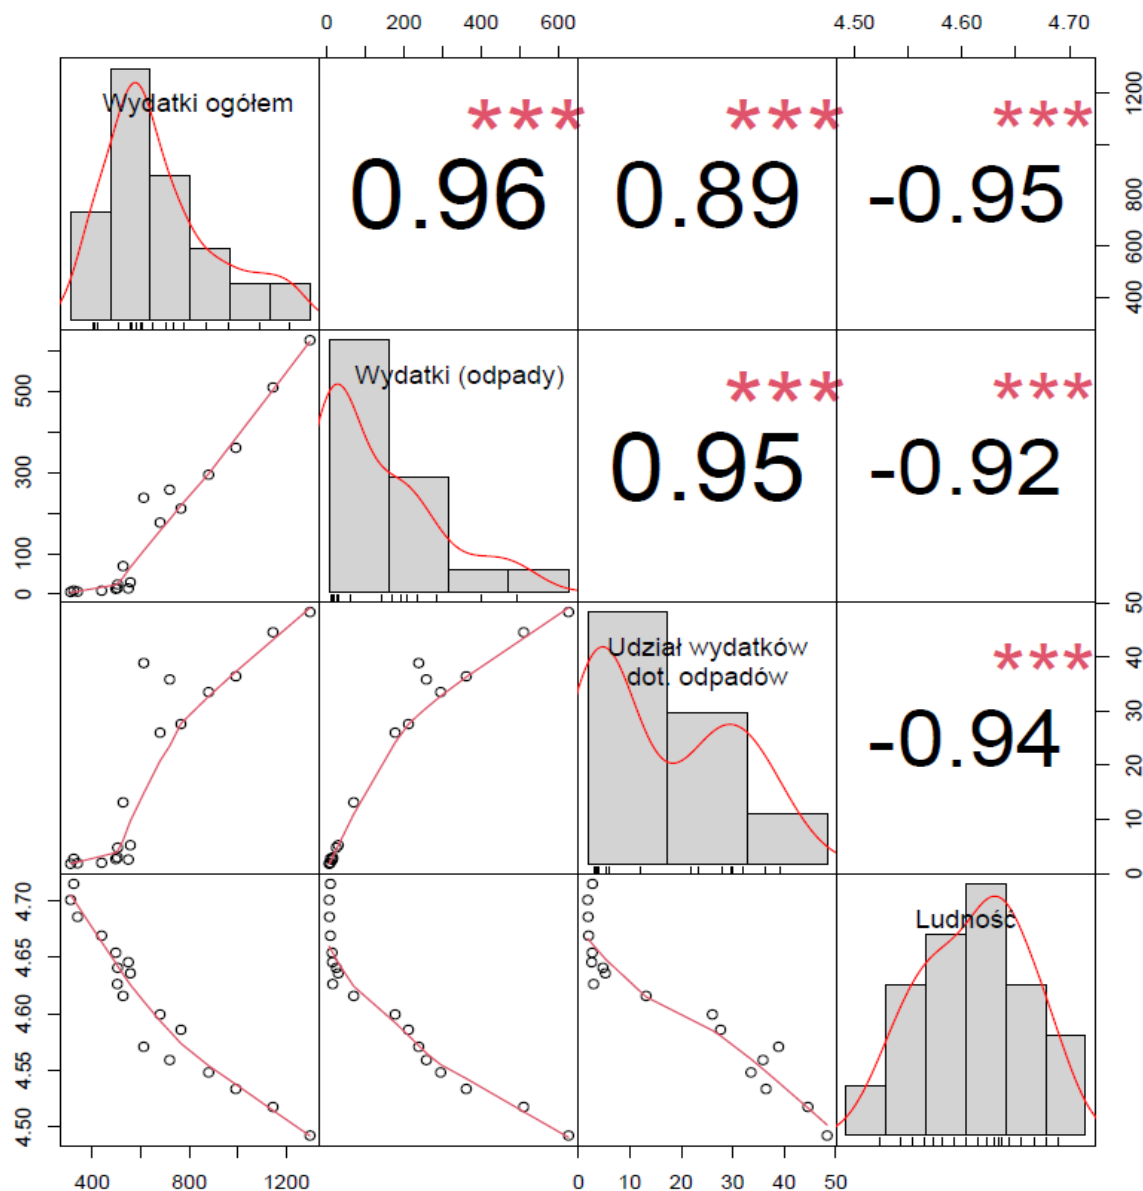 0 200 400 600 4.50 4.60 4.70
Wydatki ogółem
***
0.96
***
0.89
***
-0.95
400 600 800 1200
0 100 300 500
Wydatki (odpady)
***
0.95
***
-0.92
Udział wydatków
dot. odpadów
***
-0.94
0 10 20 30 40 50
4.50 4.55 4.60 4.65 4.70
Ludność
400 800 1200 0 10 20 30 40 50